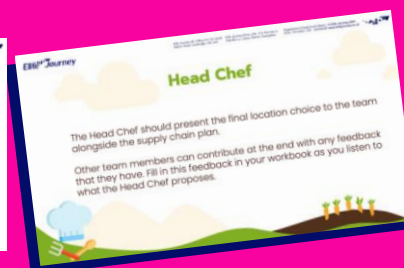 Journey
Head Chef
The Head Chef should present the final location choice to the team
alongside the supply chain plan.
Other team members can contribute at the end with any feedback
that they have. Fill in this feedback in your workbook as you listen to
what the Head Chef proposes.